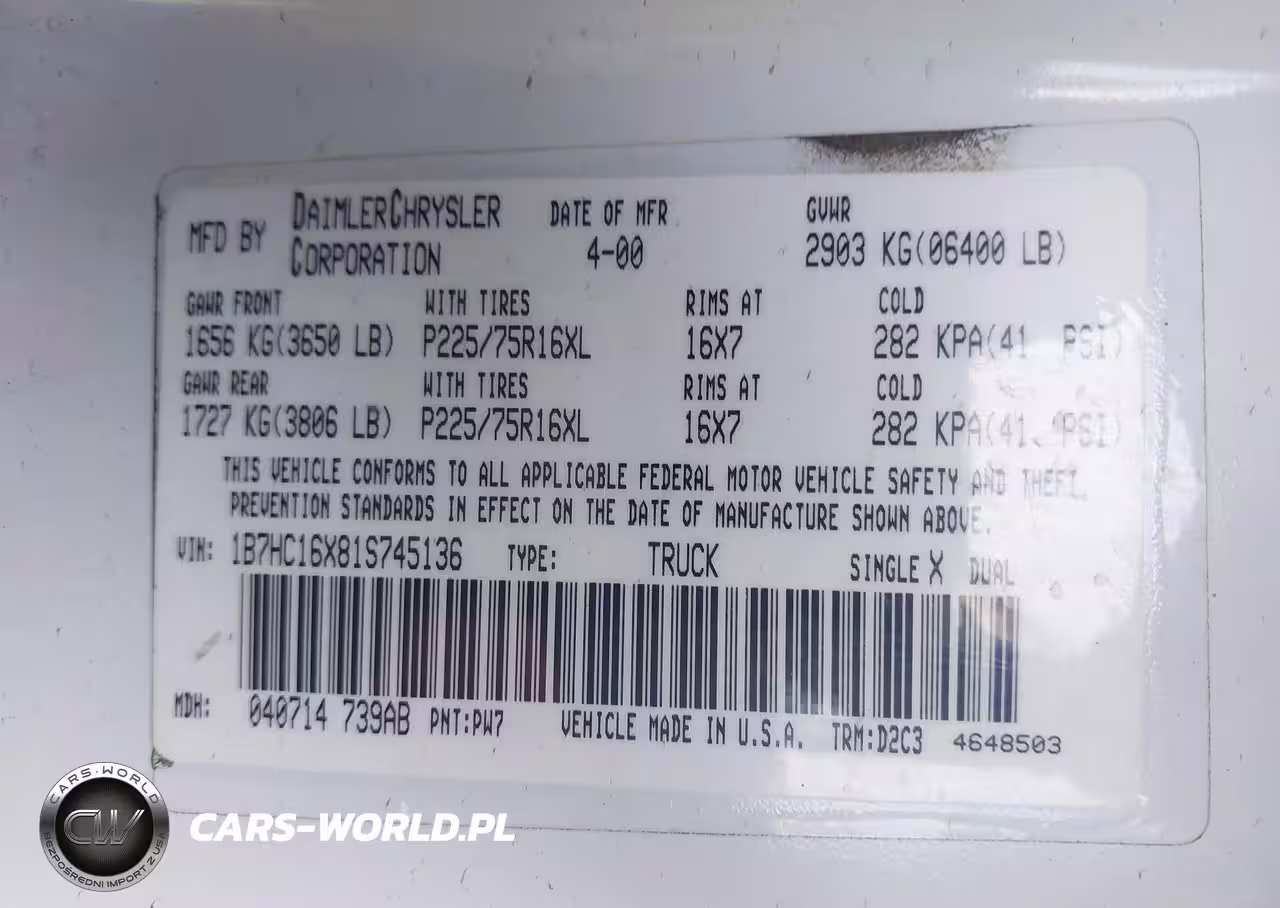 MFD BY DAIMLERCHRYSLER CORPORATION DATE OF MFR 4-00 GVWR 2903 KG(06400 LB)
GAWR FRONT WITH TIRES RIMS AT COLD
1656 KG(3650 LB) P225/75R16XL 16X7 282 KPA(41 PSI)
GAWR REAR WITH TIRES RIMS AT COLD
1727 KG(3806 LB) P225/75R16XL 16X7 282 KPA(41 PSI)
THIS VEHICLE CONFORMS TO ALL APPLICABLE FEDERAL MOTOR VEHICLE SAFETY AND THEFT
PREVENTION STANDARDS IN EFFECT ON THE DATE OF MANUFACTURE SHOWN ABOVE.
VIN: 1B7HC16X81S745136 TYPE: TRUCK SINGLE X DUAL
MDH: 040714 739AB PNT:PW7 VEHICLE MADE IN U.S.A. TRM:D2C3 4648503
CARS-WORLD
CW
BEZPOŚREDNI IMPORT Z USA
CARS-WORLD.PL